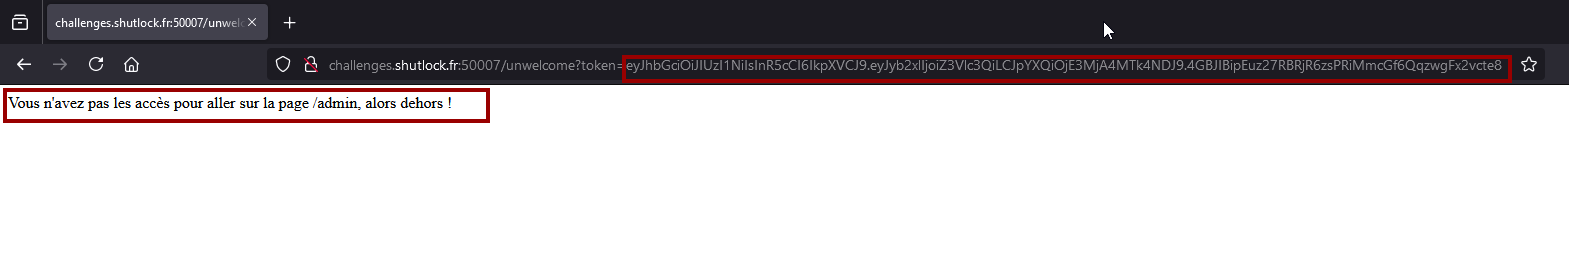 challenges.shutlock.fr:50007/unwelc
challenges.shutlock.fr:50007/unwelcome?token=eyJhbGciOiJIUzI1NiIsInR5cCI6IkpXVCJ9.eyJyb2xlIjoiZ3Vlc3QiLCJpYXQiOjE3MjA4MTk4NDJ9.4GBJIBipEuz27RBRjR6zsPRiMmcGf6QqzwgFx2vcte8
Vous n'avez pas les accès pour aller sur la page /admin, alors dehors !